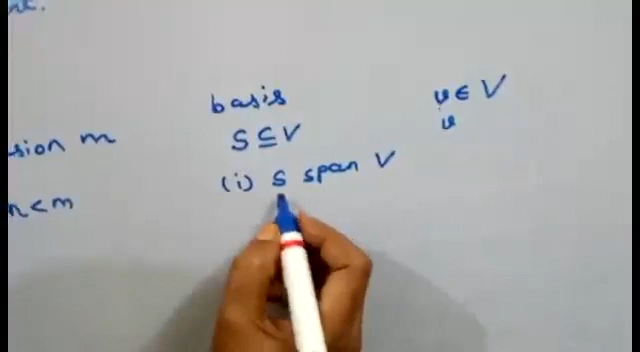 basis
S ⊆ V
(i) S span V
v ∈ V
v
sion m
n < m